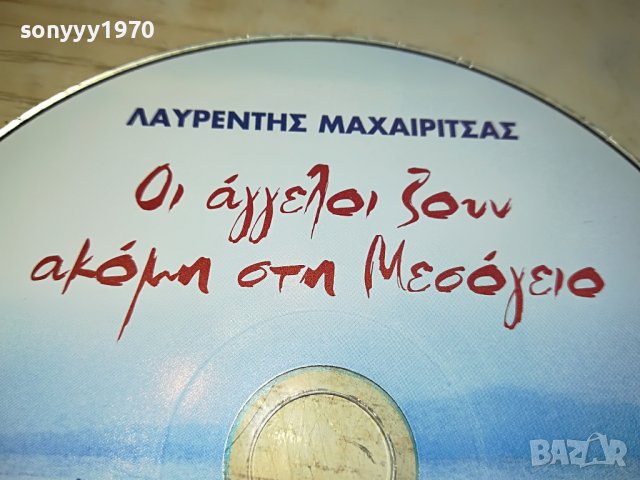 sonyyy1970
ΛΑΥΡΕΝΤΗΣ ΜΑΧΑΙΡΙΤΣΑΣ
Οι άγγελοι ζουν
ακόμη στη Μεσόγειο
BAZAR